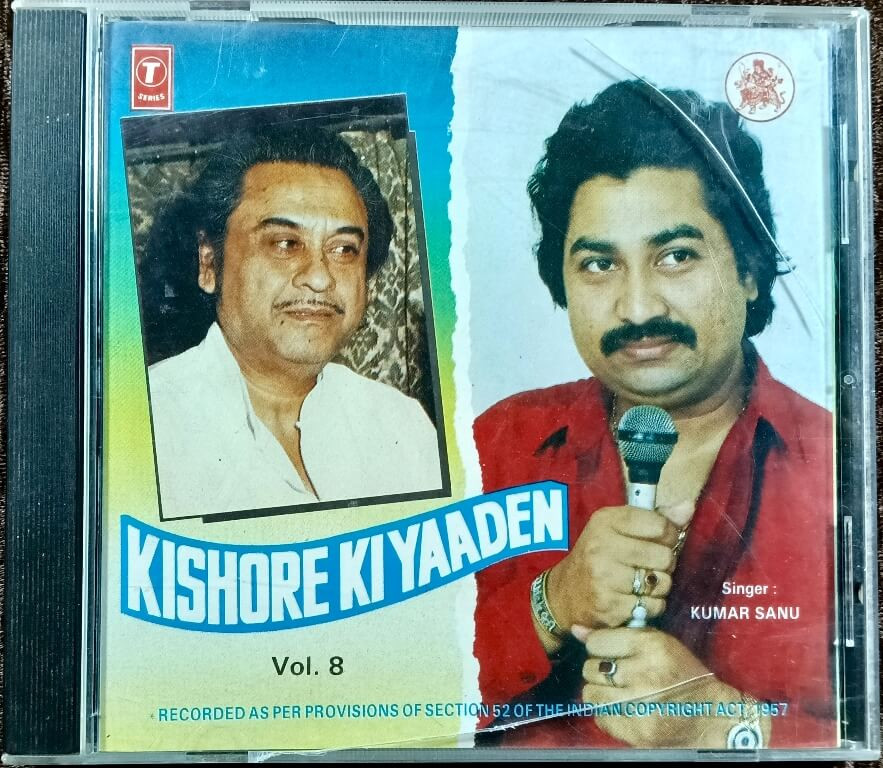 T
SERIES
KISHORE KI YAADEN
Vol. 8
Singer :
KUMAR SANU
RECORDED AS PER PROVISIONS OF SECTION 52 OF THE INDIAN COPYRIGHT ACT, 1957